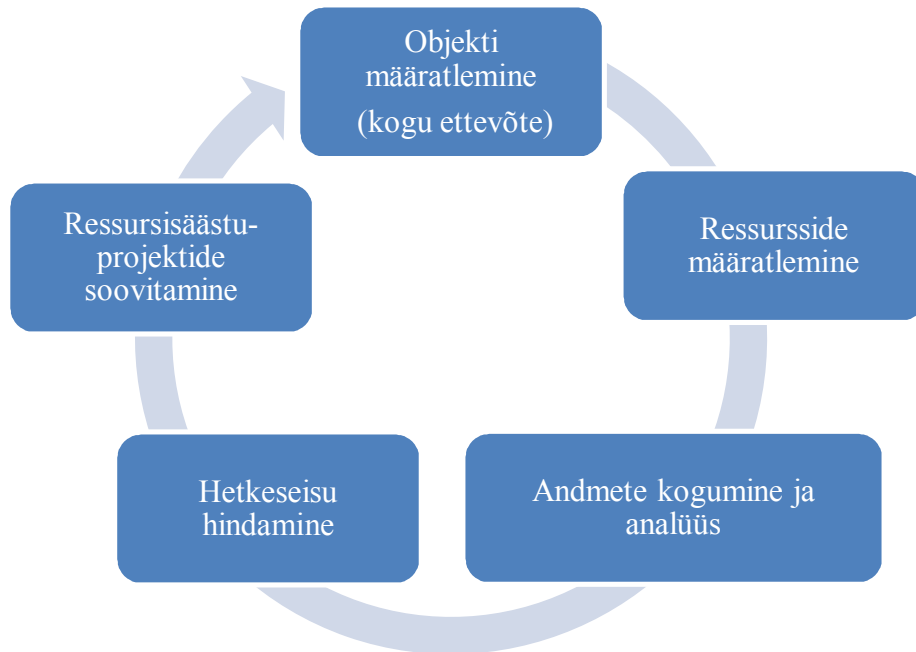 Objekti
määratlemine
(kogu ettevõte)
Ressursside
määratlemine
Andmete kogumine ja
analüüs
Hetkeseisu
hindamine
Ressursisäästu-
projektide
soovitamine